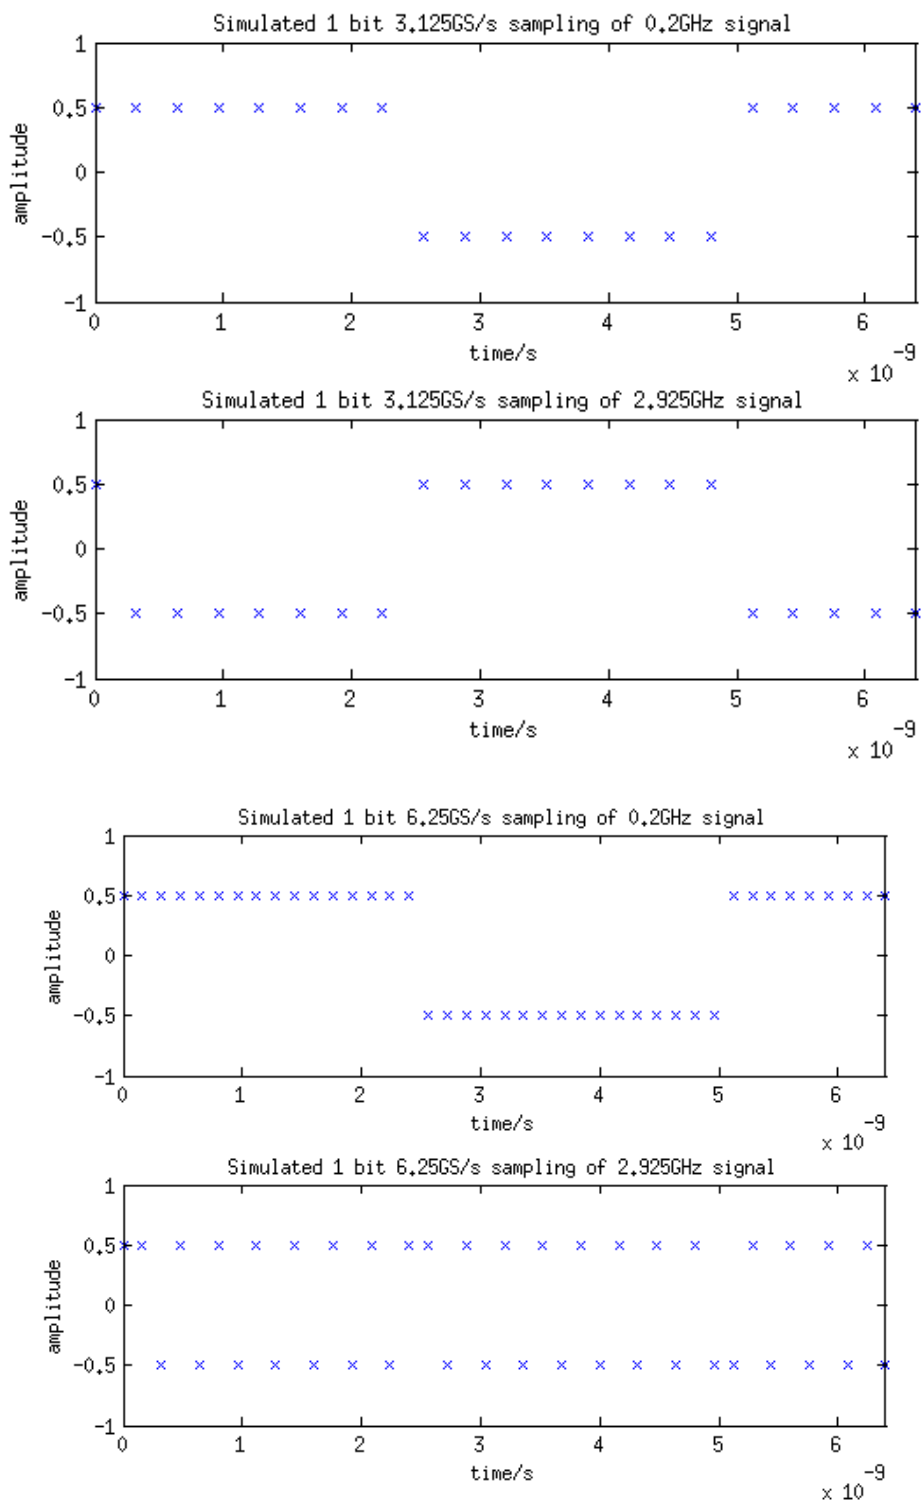 Simulated 1 bit 3.125GS/s sampling of 0.2GHz signal
1
0.5
0
-0.5
-1
amplitude
0 1 2 3 4 5 6
time/s
x 10^-9
Simulated 1 bit 3.125GS/s sampling of 2.925GHz signal
1
0.5
0
-0.5
-1
amplitude
0 1 2 3 4 5 6
time/s
x 10^-9
Simulated 1 bit 6.25GS/s sampling of 0.2GHz signal
1
0.5
0
-0.5
-1
amplitude
0 1 2 3 4 5 6
time/s
x 10^-9
Simulated 1 bit 6.25GS/s sampling of 2.925GHz signal
1
0.5
0
-0.5
-1
amplitude
0 1 2 3 4 5 6
time/s
x 10^-9